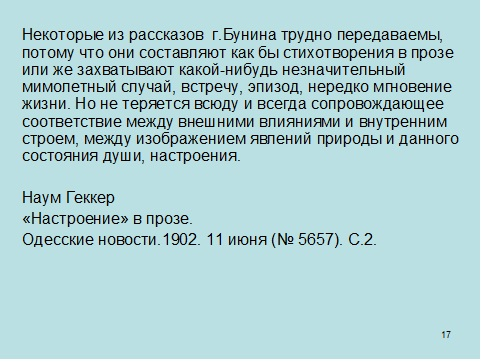 Некоторые из рассказов  г.Бунина трудно передаваемы,
потому что они составляют как бы стихотворения в прозе
или же захватывают какой-нибудь незначительный
мимолетный случай, встречу, эпизод, нередко мгновение
жизни. Но не теряется всюду и всегда сопровождающее
соответствие между внешними влияниями и внутренним
строем, между изображением явлений природы и данного
состояния души, настроения.
Наум Геккер
«Настроение» в прозе.
Одесские новости.1902. 11 июня (№ 5657). С.2.
17